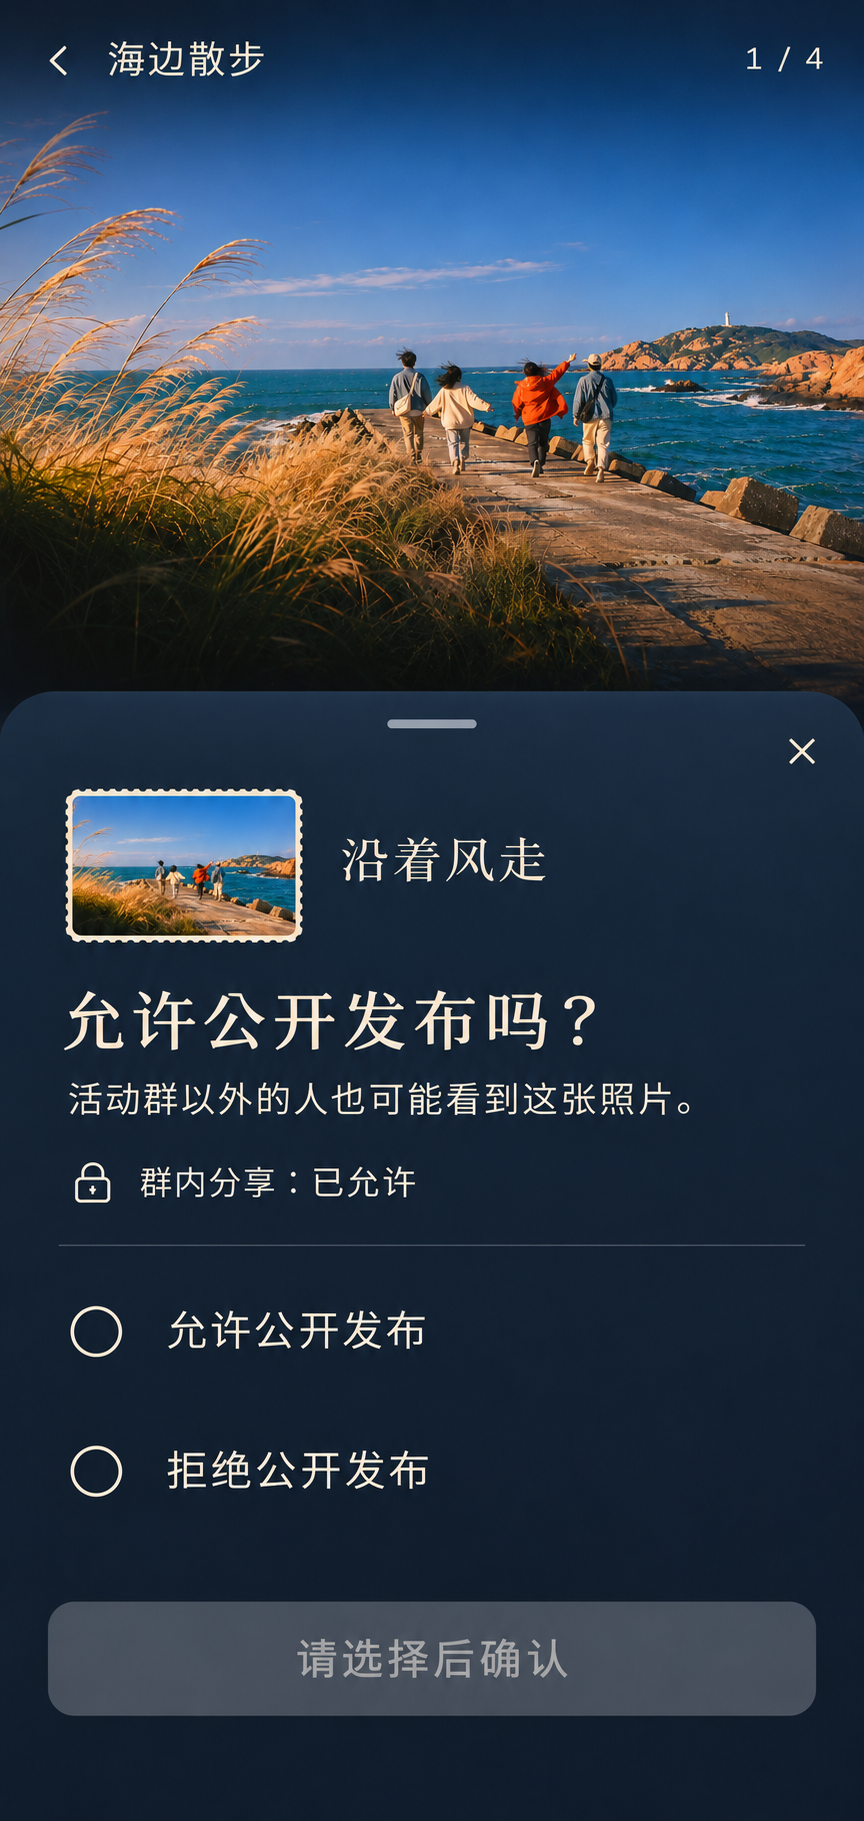 海边散步
1 / 4
沿着风走
允许公开发布吗？
活动群以外的人也可能看到这张照片。
群内分享：已允许
允许公开发布
拒绝公开发布
请选择后确认